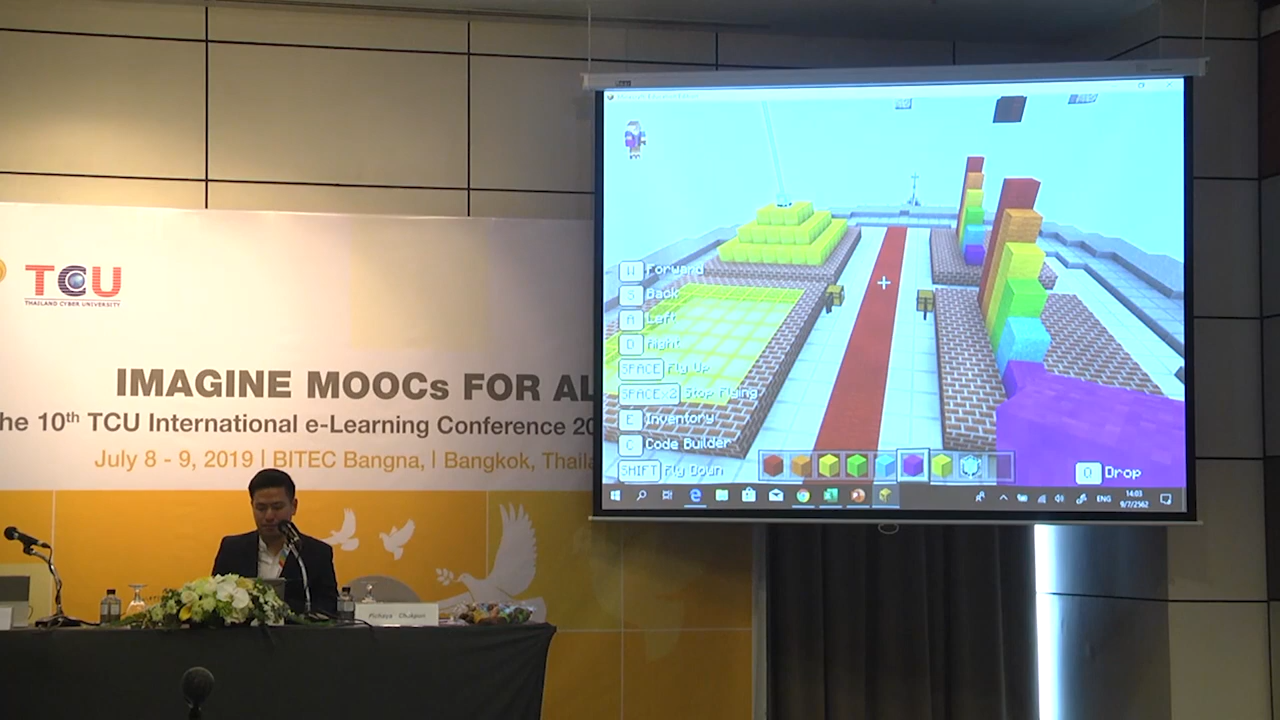 TCU
THAILAND CYBER UNIVERSITY
IMAGINE MOOCs FOR AL
he 10th TCU International e-Learning Conference 20
July 8 - 9, 2019 | BITEC Bangna, | Bangkok, Thaila
W Forward
S Back
A Left
D Right
SPACE Fly Up
SPACEx2 Stop Flying
E Inventory
C Code Builder
SHIFT Fly Down
Q Drop
ENG
14:03
9/7/2562